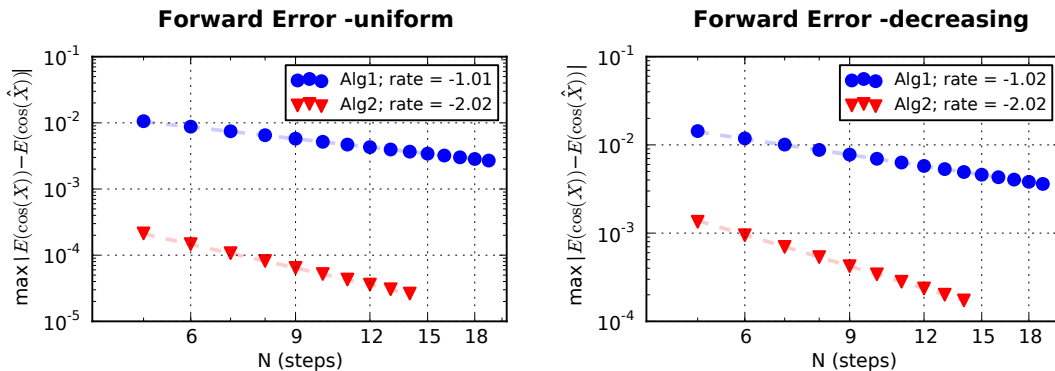 Forward Error -uniform
max |E(cos(X)) − E(cos(X̂))|
10^-1
10^-2
10^-3
10^-4
10^-5
Alg1; rate = -1.01
Alg2; rate = -2.02
6 9 12 15 18
N (steps)
Forward Error -decreasing
max |E(cos(X)) − E(cos(X̂))|
10^-1
10^-2
10^-3
10^-4
Alg1; rate = -1.02
Alg2; rate = -2.02
6 9 12 15 18
N (steps)